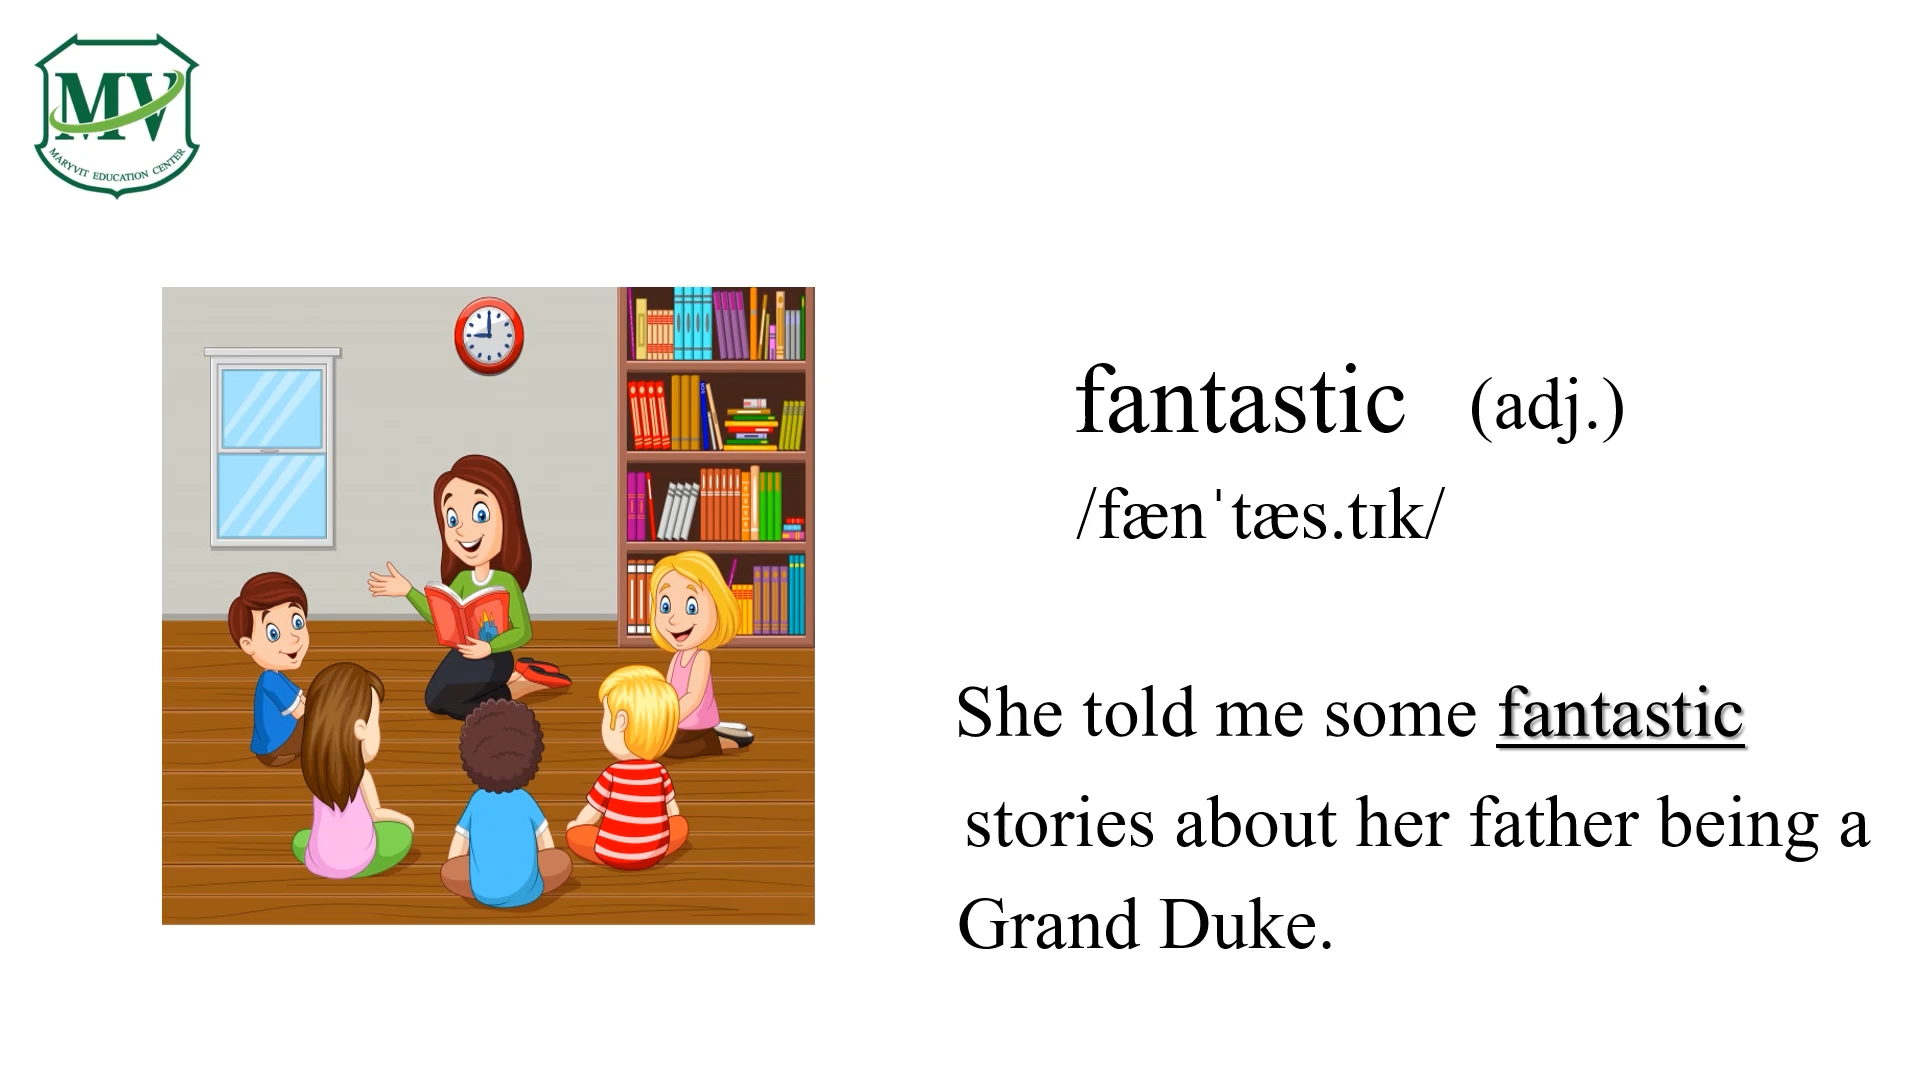 MV
MARYVIT EDUCATION CENTER
fantastic (adj.)
/fænˈtæs.tɪk/
She told me some fantastic
stories about her father being a
Grand Duke.